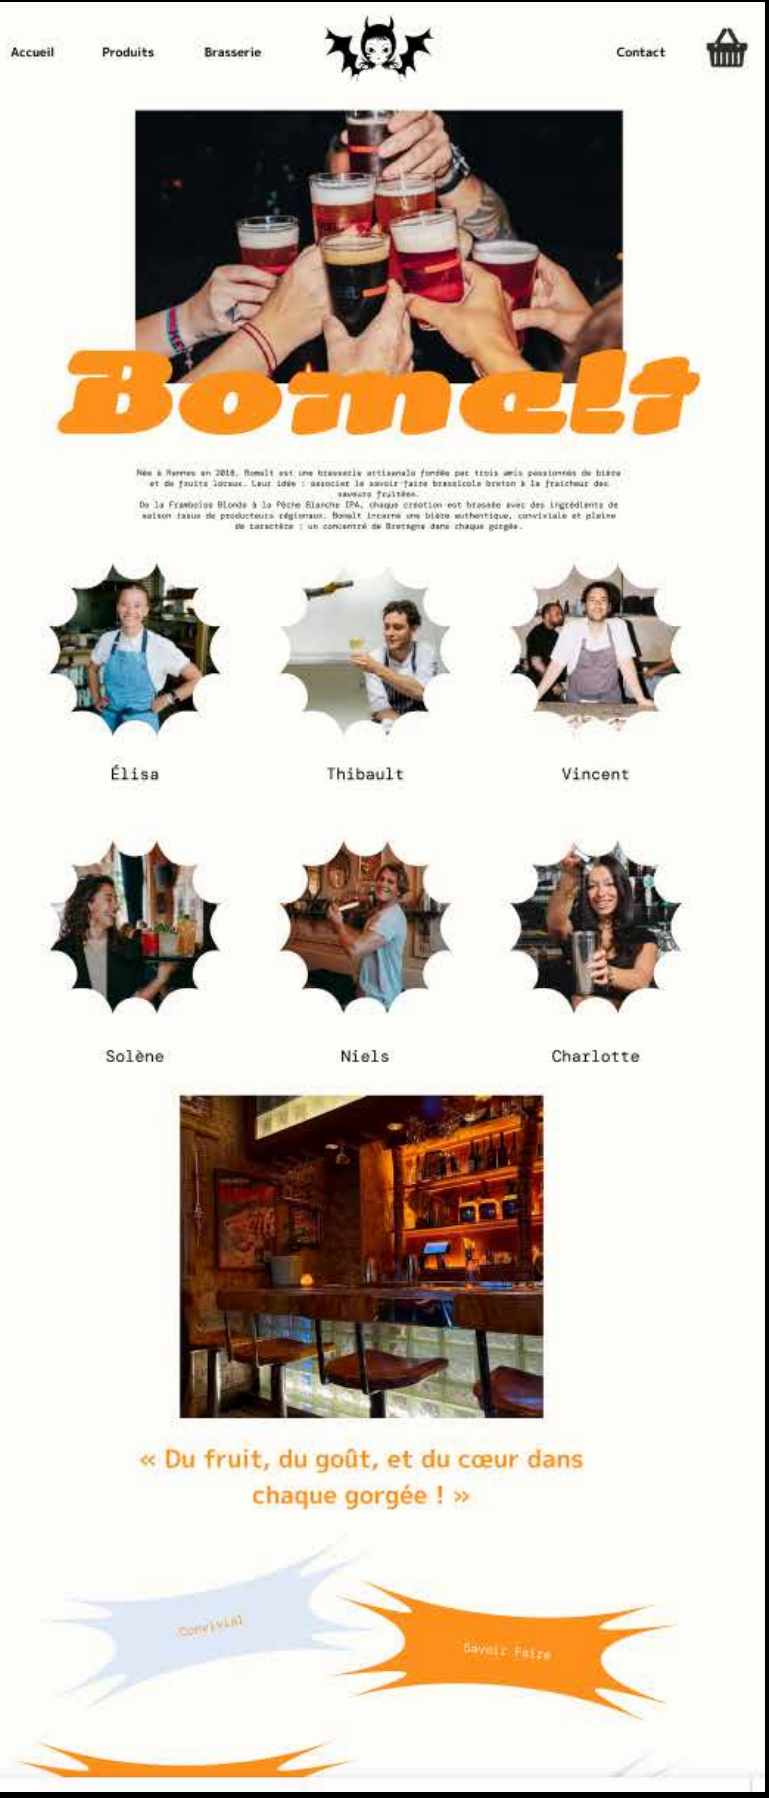 Accueil
Produits
Brasserie
Contact
Bomalt
Née à Rennes en 2018, Bomalt est une brasserie artisanale fondée par trois amis passionnés de bière
et de fruits locaux. Leur idée : associer le savoir-faire brassicole breton à la fraîcheur des
saveurs fruitées.
De la Framboise Blonde à la Pêche Blanche IPA, chaque création est brassée avec des ingrédients de
saison issus de producteurs régionaux. Bomalt incarne une bière authentique, conviviale et pleine
de caractère : un concentré de Bretagne dans chaque gorgée.
Élisa
Thibault
Vincent
Solène
Niels
Charlotte
« Du fruit, du goût, et du cœur dans
chaque gorgée ! »
Convivial
Savoir Faire